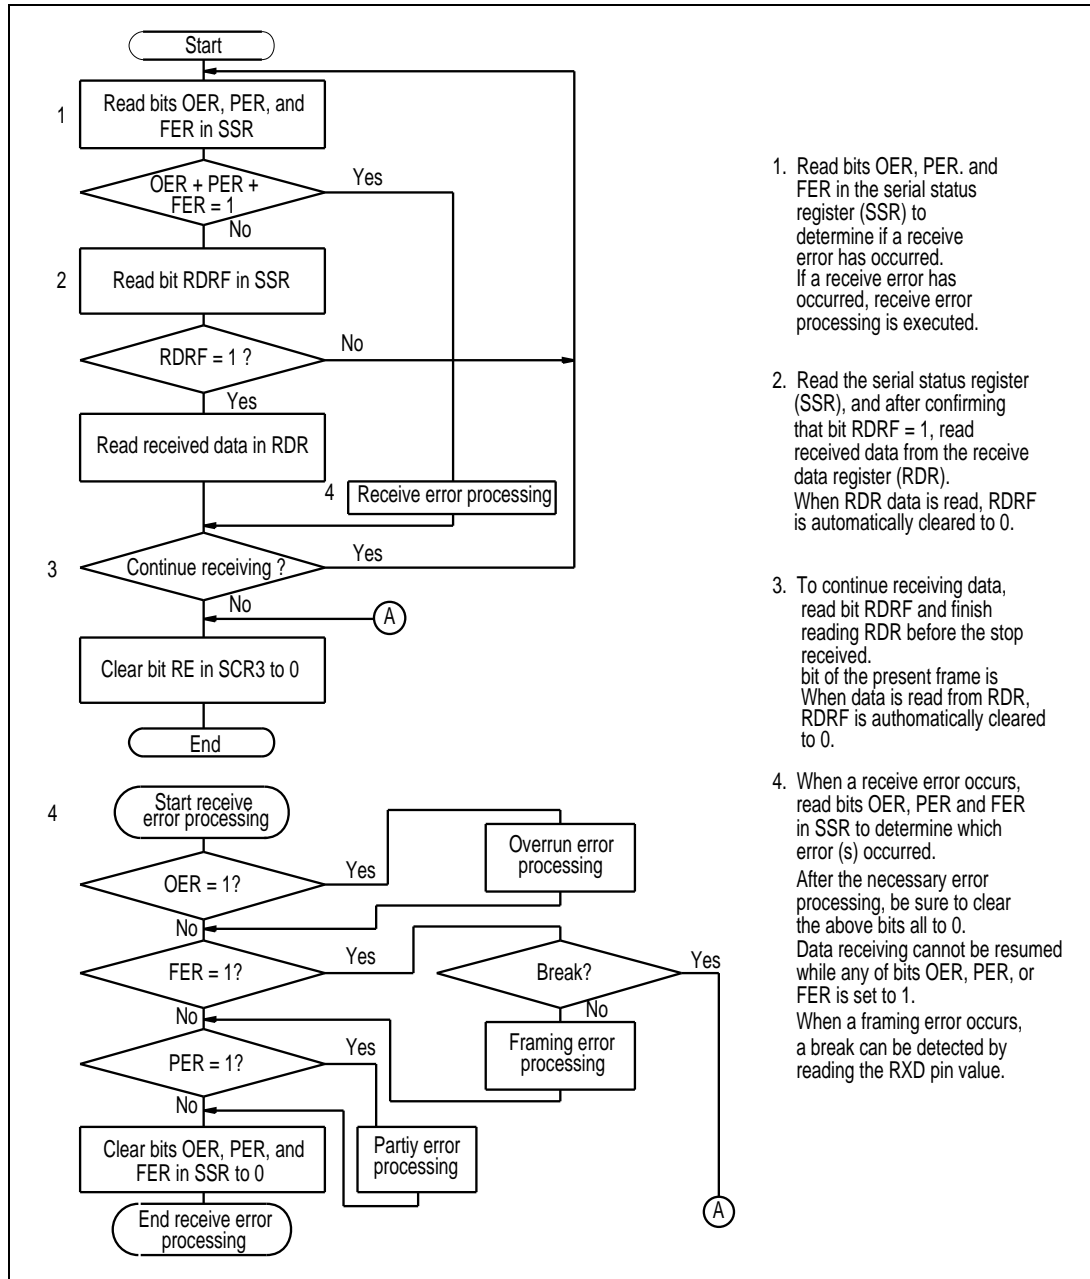 Start
1
Read bits OER, PER, and
FER in SSR
OER + PER +
FER = 1
Yes
No
2
Read bit RDRF in SSR
RDRF = 1 ?
No
Yes
Read received data in RDR
4
Receive error processing
3
Continue receiving ?
Yes
No
A
Clear bit RE in SCR3 to 0
End
4
Start receive
error processing
OER = 1?
Yes
Overrun error
processing
No
FER = 1?
Yes
Break?
Yes
No
No
Framing error
processing
PER = 1?
Yes
No
Partiy error
processing
Clear bits OER, PER, and
FER in SSR to 0
End receive error
processing
A
1. Read bits OER, PER. and
FER in the serial status
register (SSR) to
determine if a receive
error has occurred.
If a receive error has
occurred, receive error
processing is executed.
2. Read the serial status register
(SSR), and after confirming
that bit RDRF = 1, read
received data from the receive
data register (RDR).
When RDR data is read, RDRF
is automatically cleared to 0.
3. To continue receiving data,
read bit RDRF and finish
reading RDR before the stop
received.
bit of the present frame is
When data is read from RDR,
RDRF is authomatically cleared
to 0.
4. When a receive error occurs,
read bits OER, PER and FER
in SSR to determine which
error (s) occurred.
After the necessary error
processing, be sure to clear
the above bits all to 0.
Data receiving cannot be resumed
while any of bits OER, PER, or
FER is set to 1.
When a framing error occurs,
a break can be detected by
reading the RXD pin value.